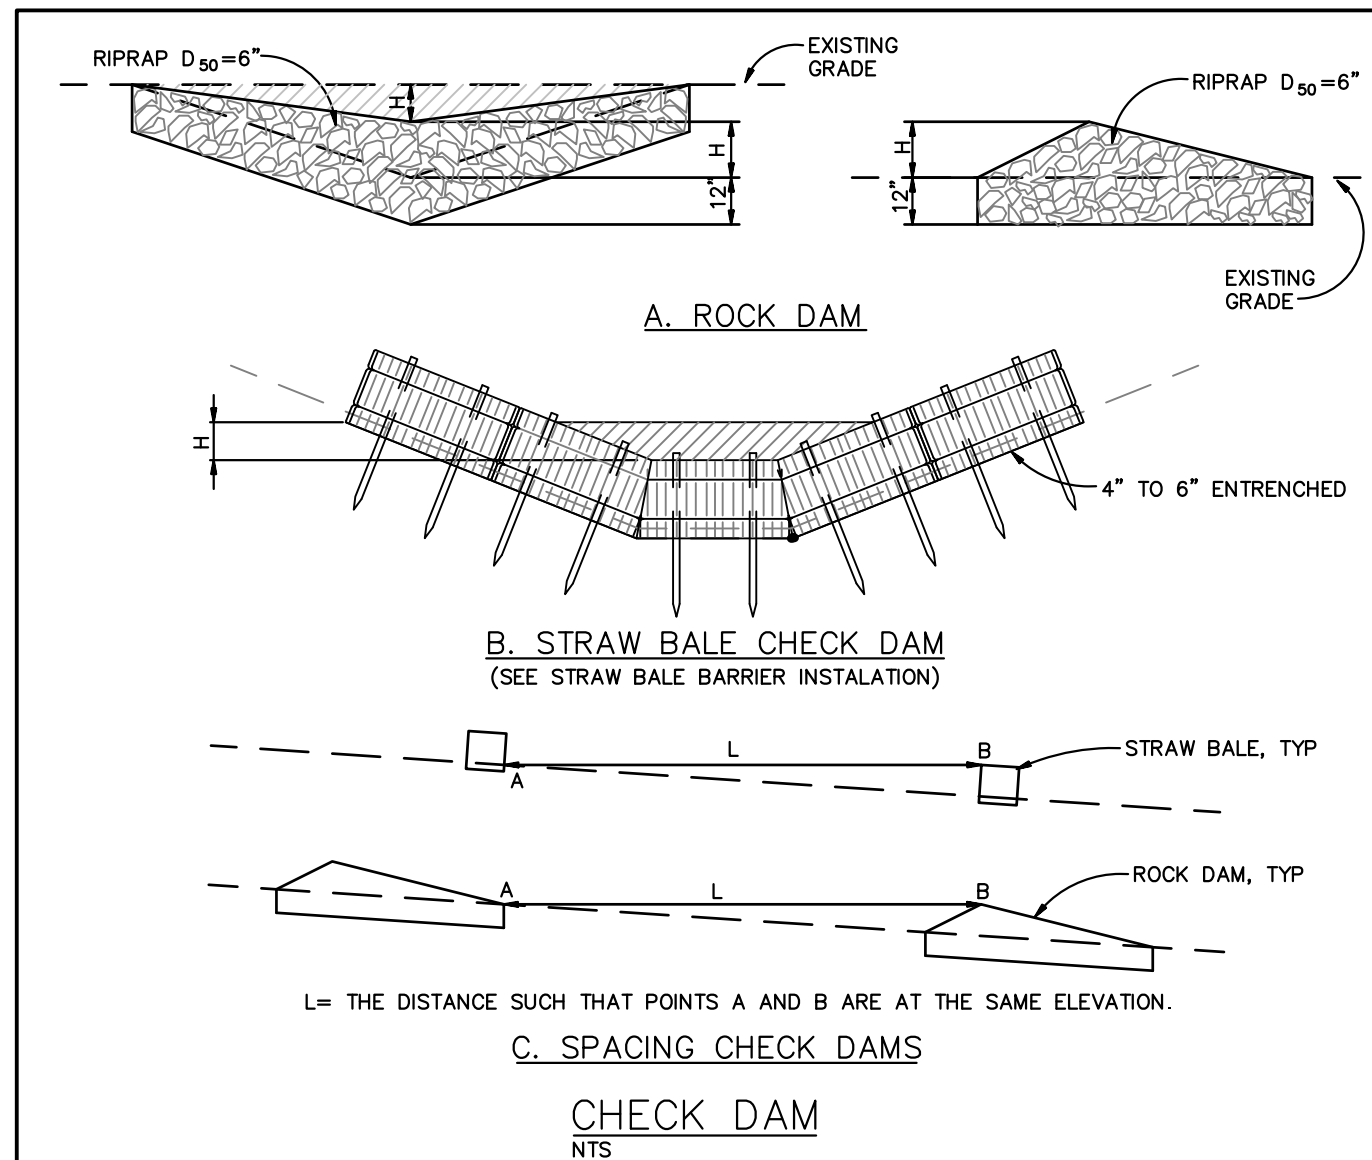 RIPRAP D50=6”
EXISTING
GRADE
H
H
12”
RIPRAP D50=6”
H
12”
EXISTING
GRADE
A. ROCK DAM
H
4” TO 6” ENTRENCHED
B. STRAW BALE CHECK DAM
(SEE STRAW BALE BARRIER INSTALATION)
L
B
STRAW BALE, TYP
A
A
L
B
ROCK DAM, TYP
L= THE DISTANCE SUCH THAT POINTS A AND B ARE AT THE SAME ELEVATION.
C. SPACING CHECK DAMS
CHECK DAM
NTS